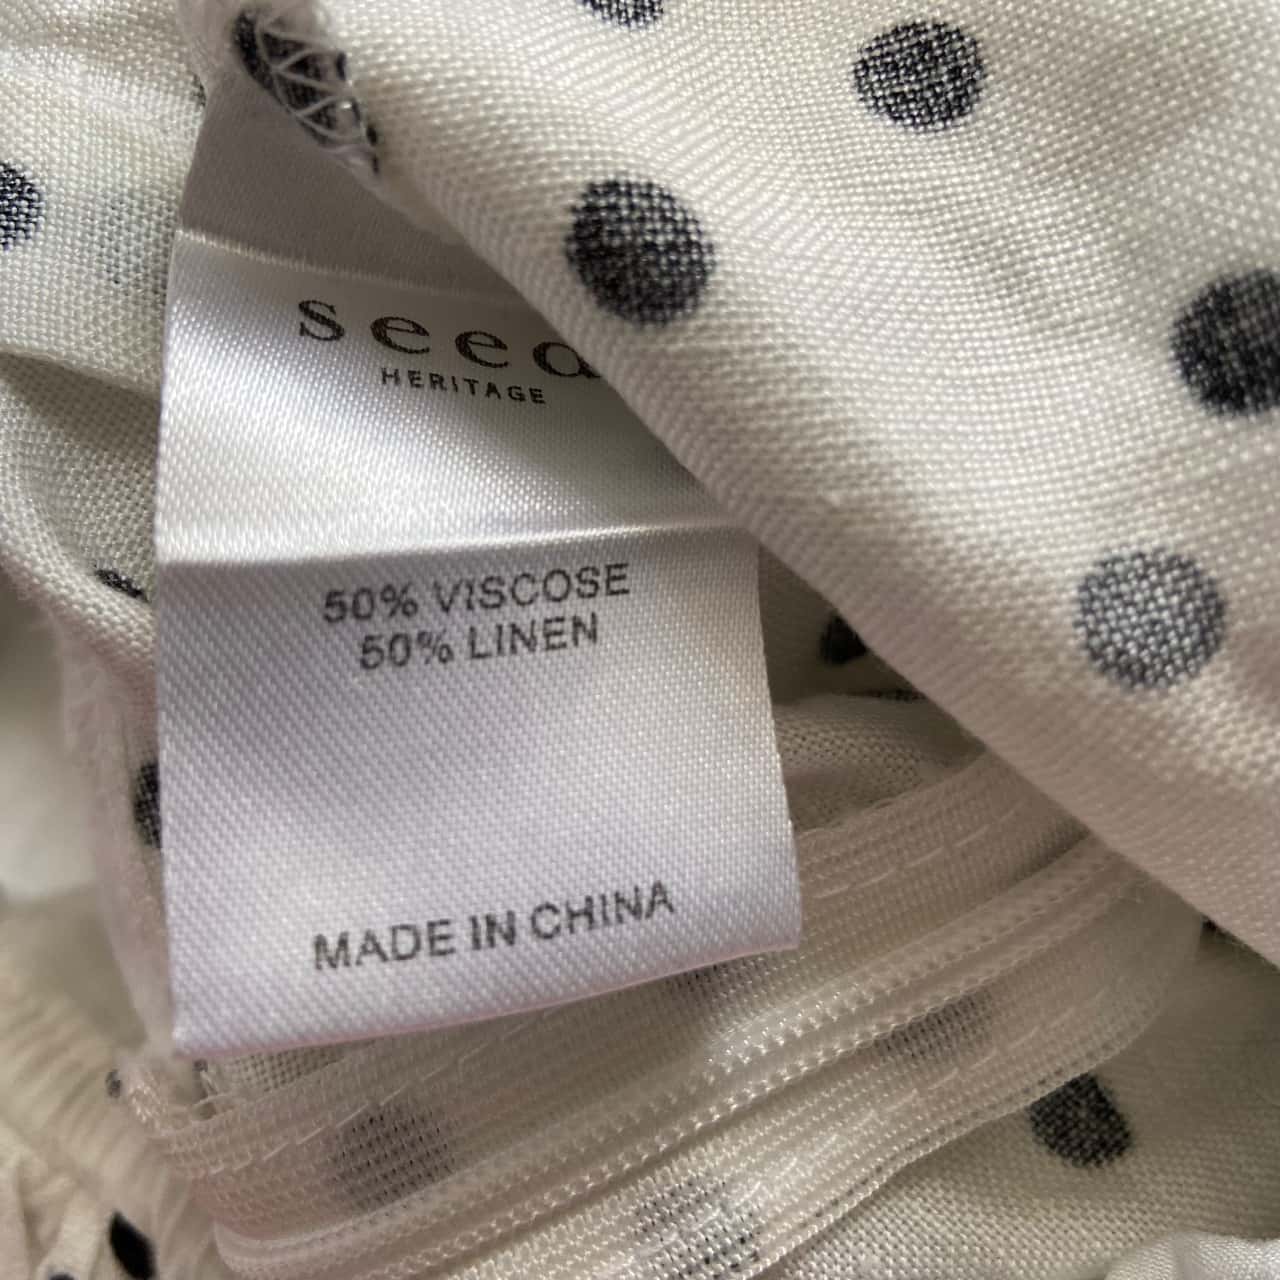 seed
HERITAGE
50% VISCOSE
50% LINEN
MADE IN CHINA